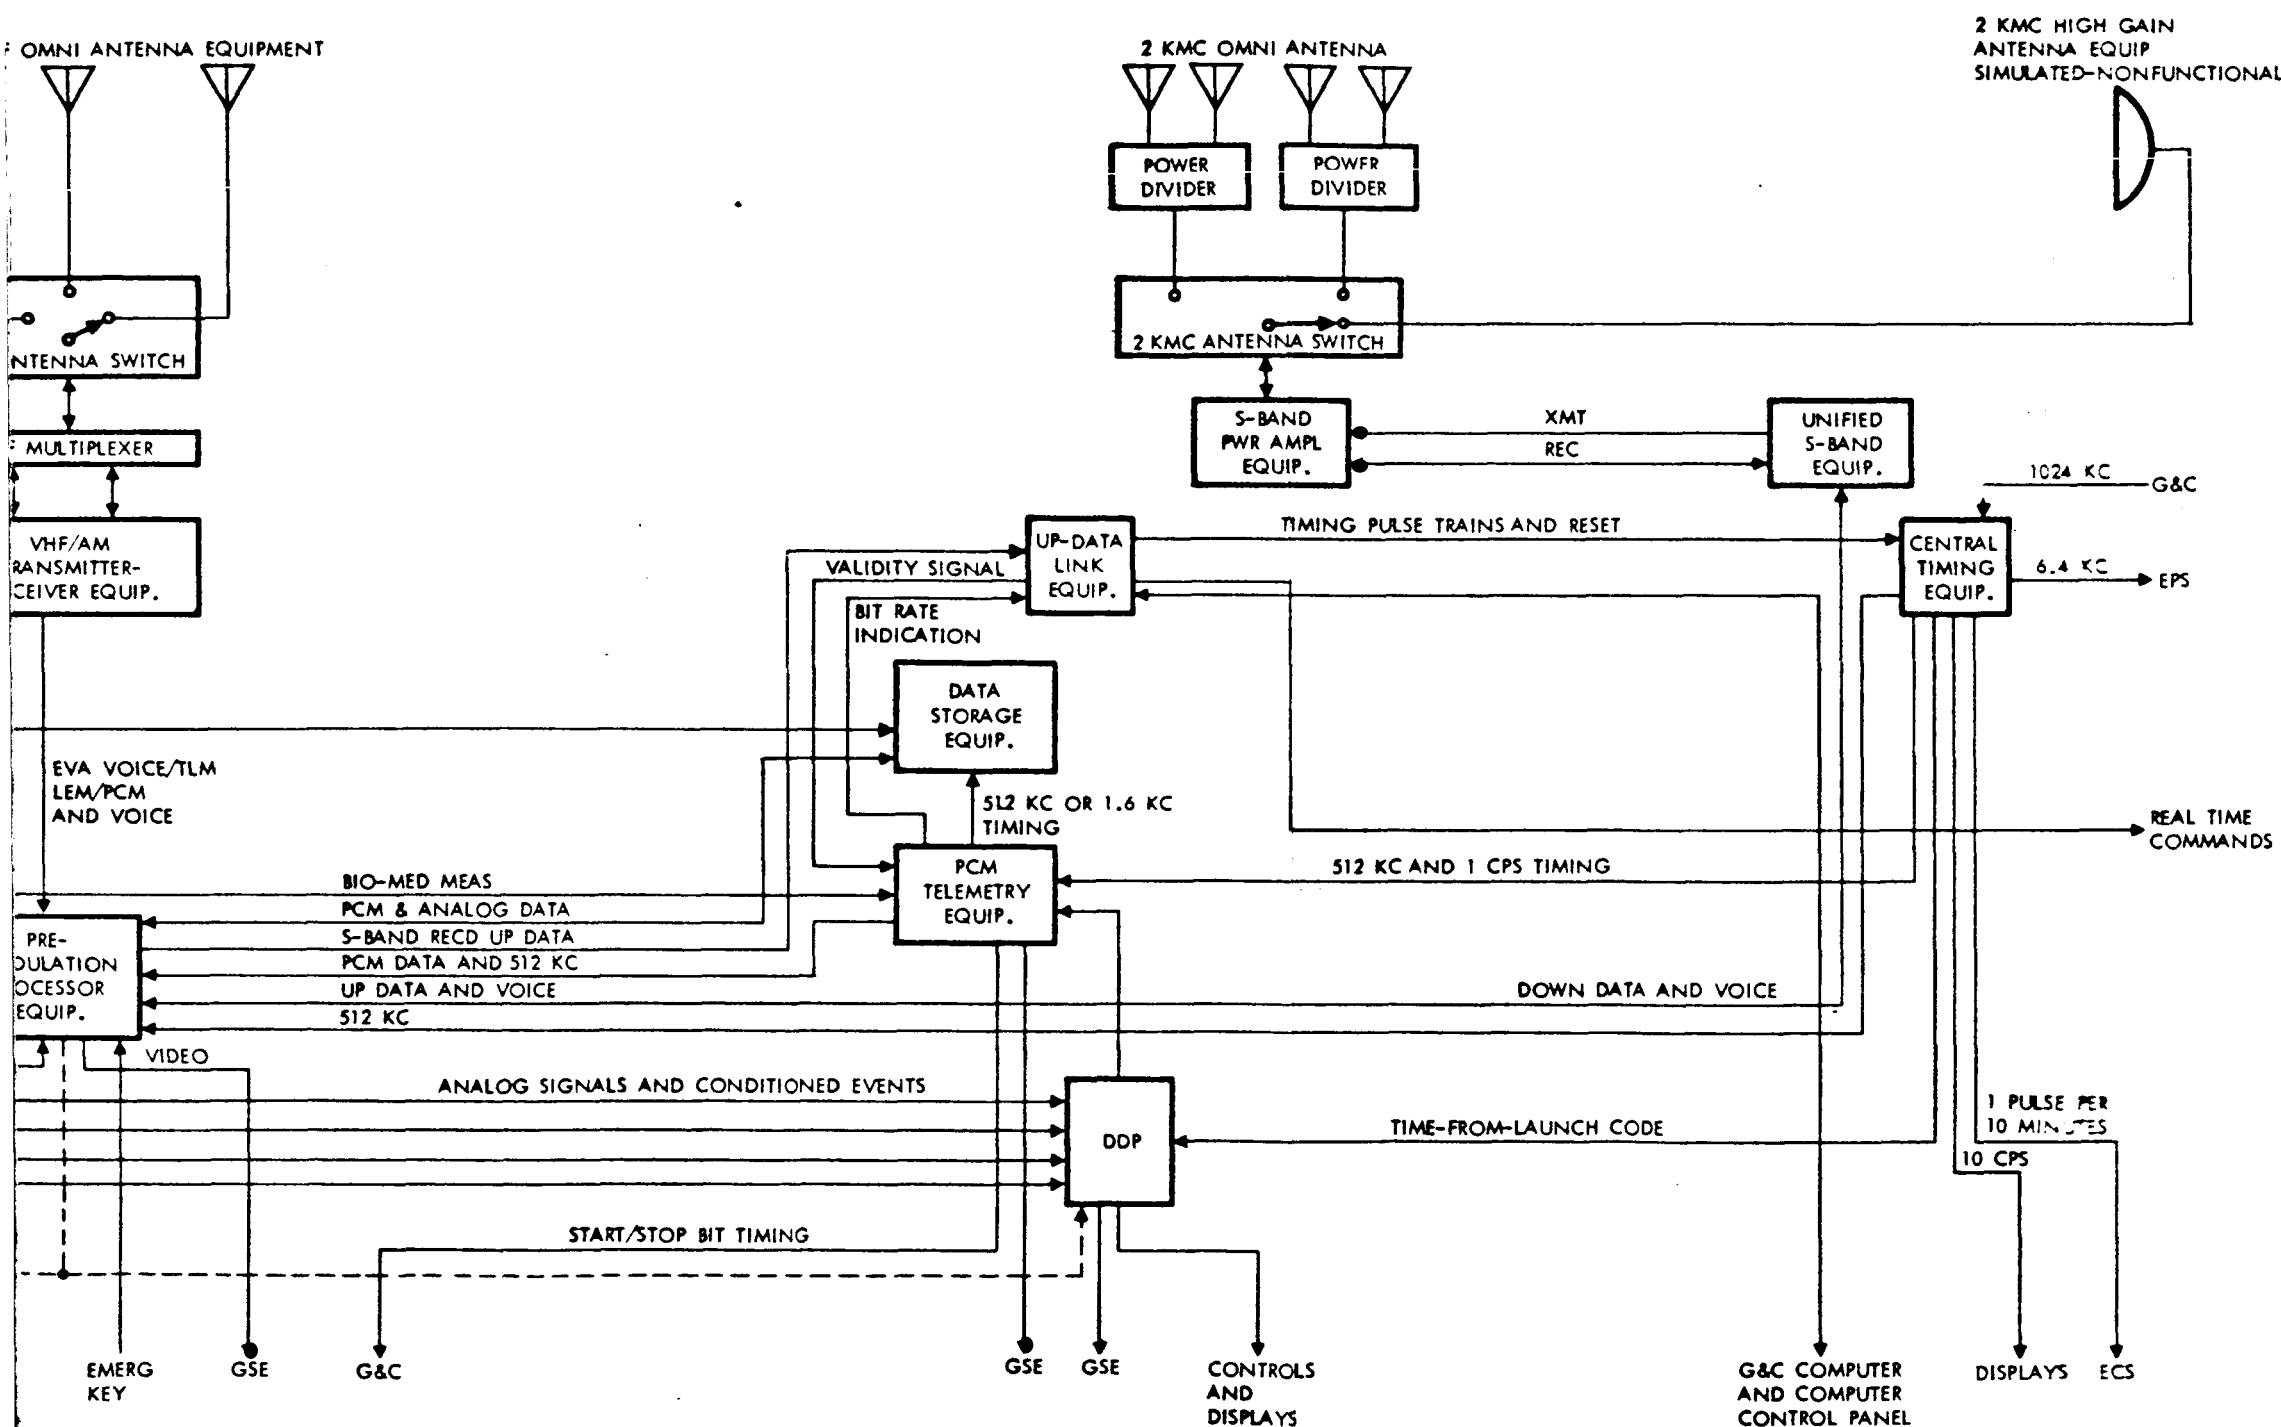 OMNI ANTENNA EQUIPMENT
2 KMC OMNI ANTENNA
2 KMC HIGH GAIN
ANTENNA EQUIP
SIMULATED-NONFUNCTIONAL
POWER
DIVIDER
POWER
DIVIDER
NTENNA SWITCH
2 KMC ANTENNA SWITCH
MULTIPLEXER
S-BAND
PWR AMPL
EQUIP.
XMT
REC
UNIFIED
S-BAND
EQUIP.
1024 KC
G&C
VHF/AM
RANSMITTER-
CEIVER EQUIP.
UP-DATA
LINK
EQUIP.
TIMING PULSE TRAINS AND RESET
CENTRAL
TIMING
EQUIP.
6.4 KC
EPS
VALIDITY SIGNAL
BIT RATE
INDICATION
DATA
STORAGE
EQUIP.
EVA VOICE/TLM
LEM/PCM
AND VOICE
512 KC OR 1.6 KC
TIMING
REAL TIME
COMMANDS
PCM
TELEMETRY
EQUIP.
512 KC AND 1 CPS TIMING
BIO-MED MEAS
PCM & ANALOG DATA
S-BAND RECD UP DATA
PCM DATA AND 512 KC
UP DATA AND VOICE
DOWN DATA AND VOICE
512 KC
PRE-
DULATION
OCESSOR
EQUIP.
VIDEO
ANALOG SIGNALS AND CONDITIONED EVENTS
DDP
TIME-FROM-LAUNCH CODE
1 PULSE PER
10 MINUTES
10 CPS
START/STOP BIT TIMING
EMERG
KEY
GSE
G&C
GSE
GSE
CONTROLS
AND
DISPLAYS
G&C COMPUTER
AND COMPUTER
CONTROL PANEL
DISPLAYS
ECS